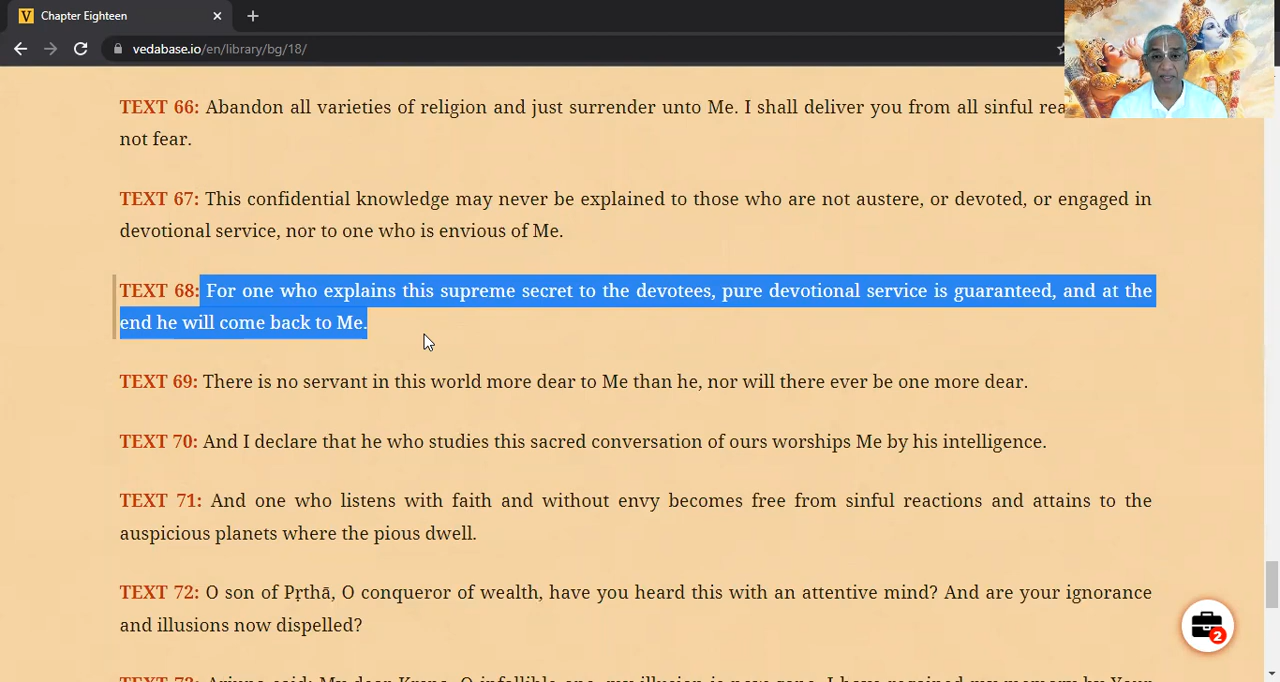 Chapter Eighteen
vedabase.io/en/library/bg/18/
TEXT 66: Abandon all varieties of religion and just surrender unto Me. I shall deliver you from all sinful
not fear.
TEXT 67: This confidential knowledge may never be explained to those who are not austere, or devoted, or engaged in
devotional service, nor to one who is envious of Me.
TEXT 68: For one who explains this supreme secret to the devotees, pure devotional service is guaranteed, and at the
end he will come back to Me.
TEXT 69: There is no servant in this world more dear to Me than he, nor will there ever be one more dear.
TEXT 70: And I declare that he who studies this sacred conversation of ours worships Me by his intelligence.
TEXT 71: And one who listens with faith and without envy becomes free from sinful reactions and attains to the
auspicious planets where the pious dwell.
TEXT 72: O son of Pṛthā, O conqueror of wealth, have you heard this with an attentive mind? And are your ignorance
and illusions now dispelled?
2